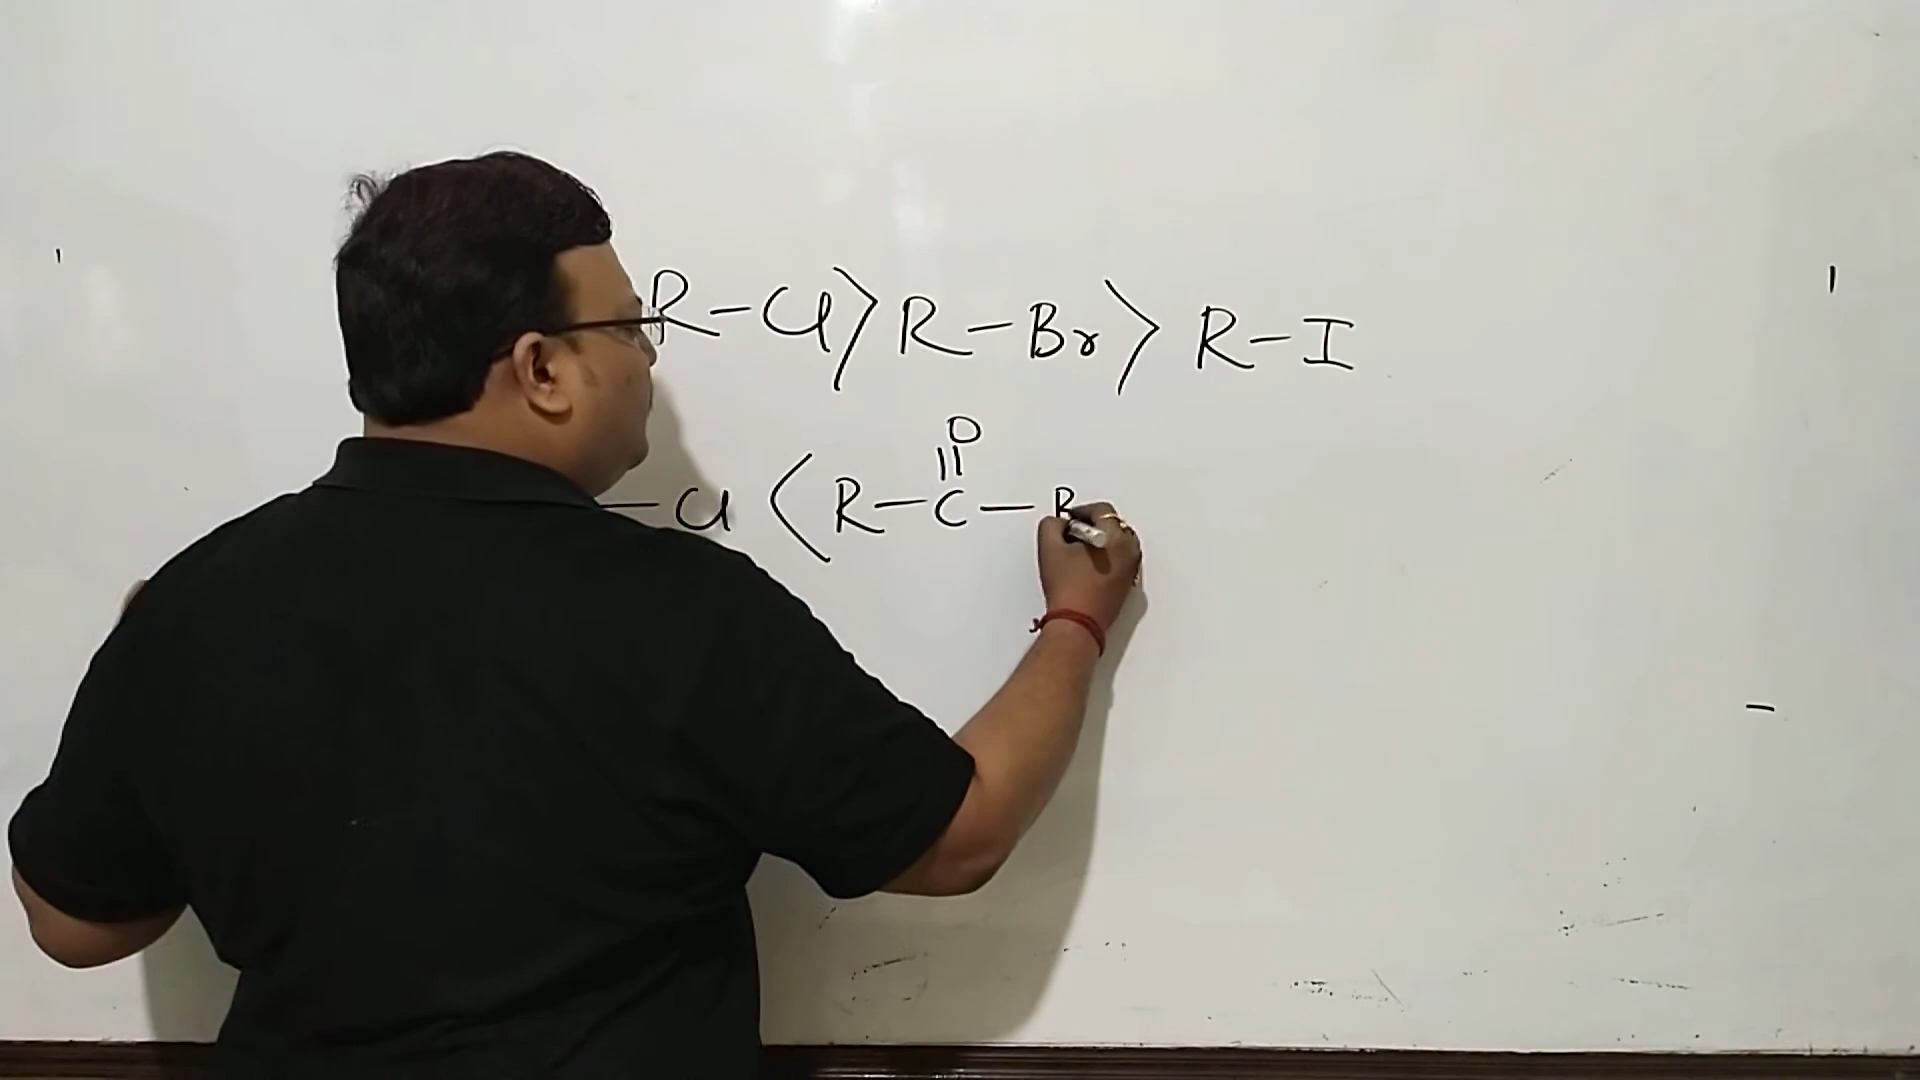 R-Cl > R-Br > R-I
O
-Cl < R-C-B